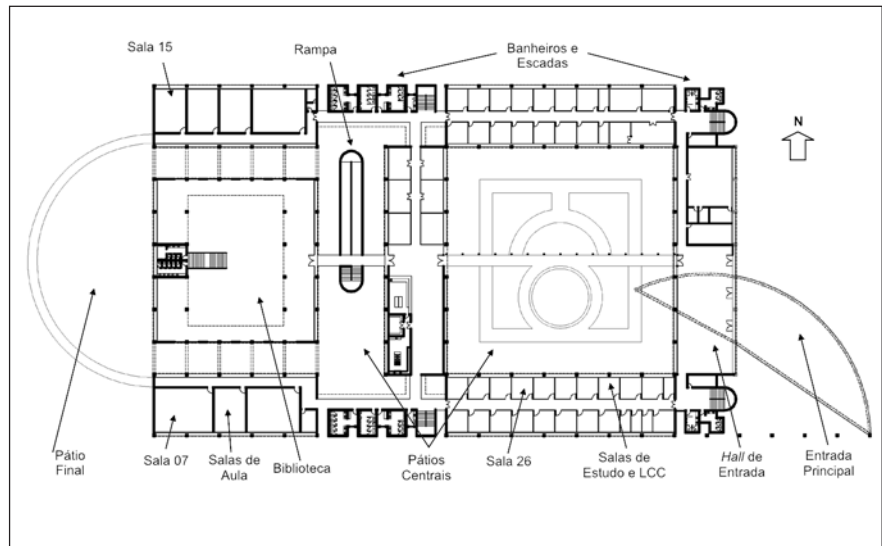 Sala 15
Rampa
Banheiros e
Escadas
N
Pátio
Final
Sala 07
Salas de
Aula
Biblioteca
Pátios
Centrais
Sala 26
Salas de
Estudo e LCC
Hall de
Entrada
Entrada
Principal